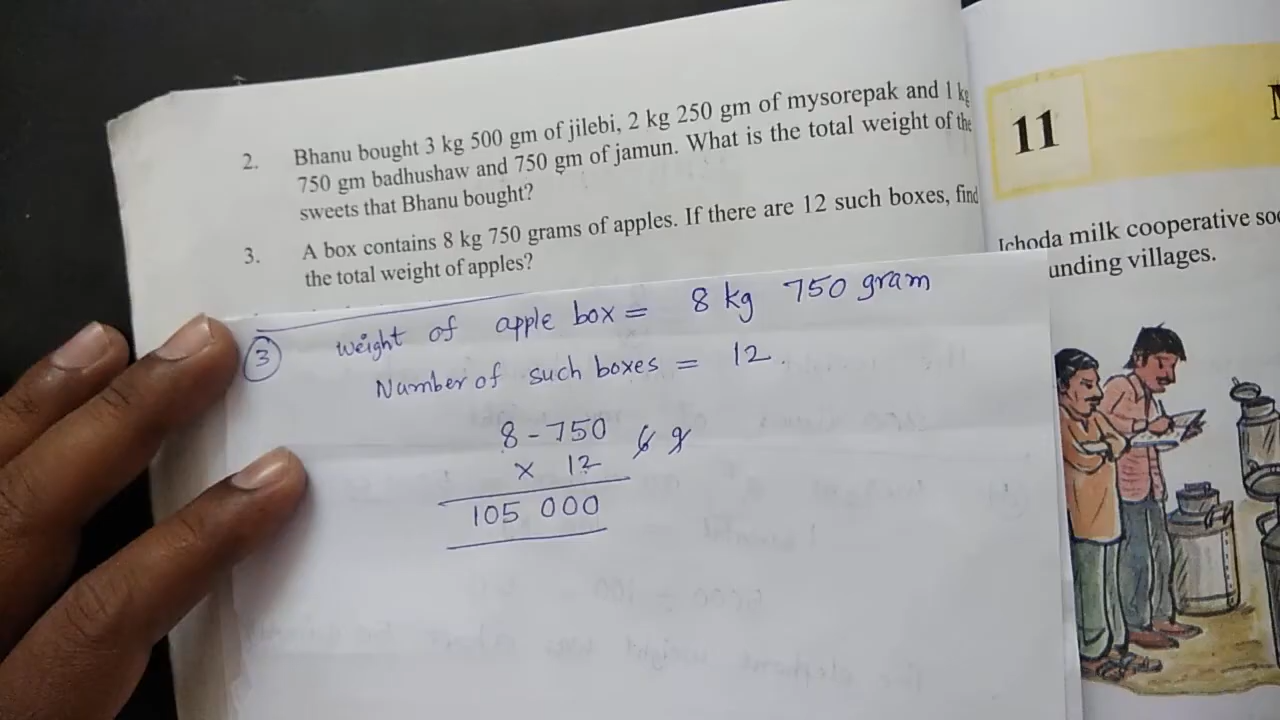 2. Bhanu bought 3 kg 500 gm of jilebi, 2 kg 250 gm of mysorepak and 1 kg
750 gm badhushaw and 750 gm of jamun. What is the total weight of the
sweets that Bhanu bought?
3. A box contains 8 kg 750 grams of apples. If there are 12 such boxes, find
the total weight of apples?
3 weight of apple box = 8 kg 750 gram
Number of such boxes = 12.
8-750
x 12
105 000
11
Ichoda milk cooperative
unding villages.